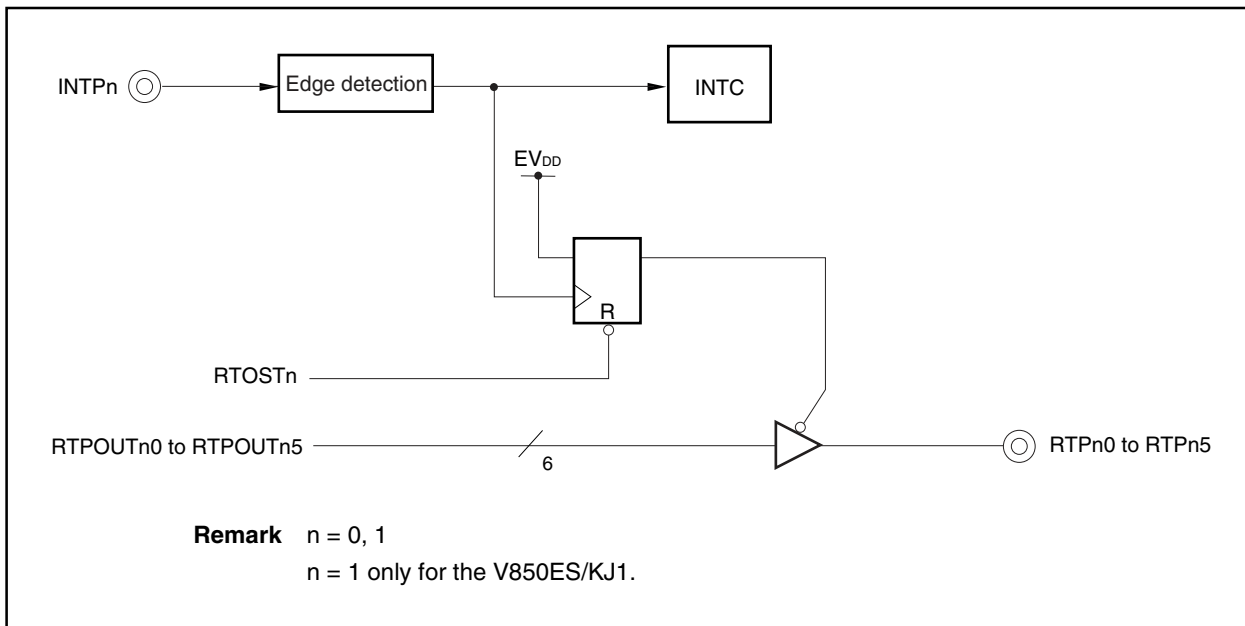 INTPn
Edge detection
INTC
EVDD
R
RTOSTn
RTPOUTn0 to RTPOUTn5
6
RTPn0 to RTPn5
Remark n = 0, 1
n = 1 only for the V850ES/KJ1.